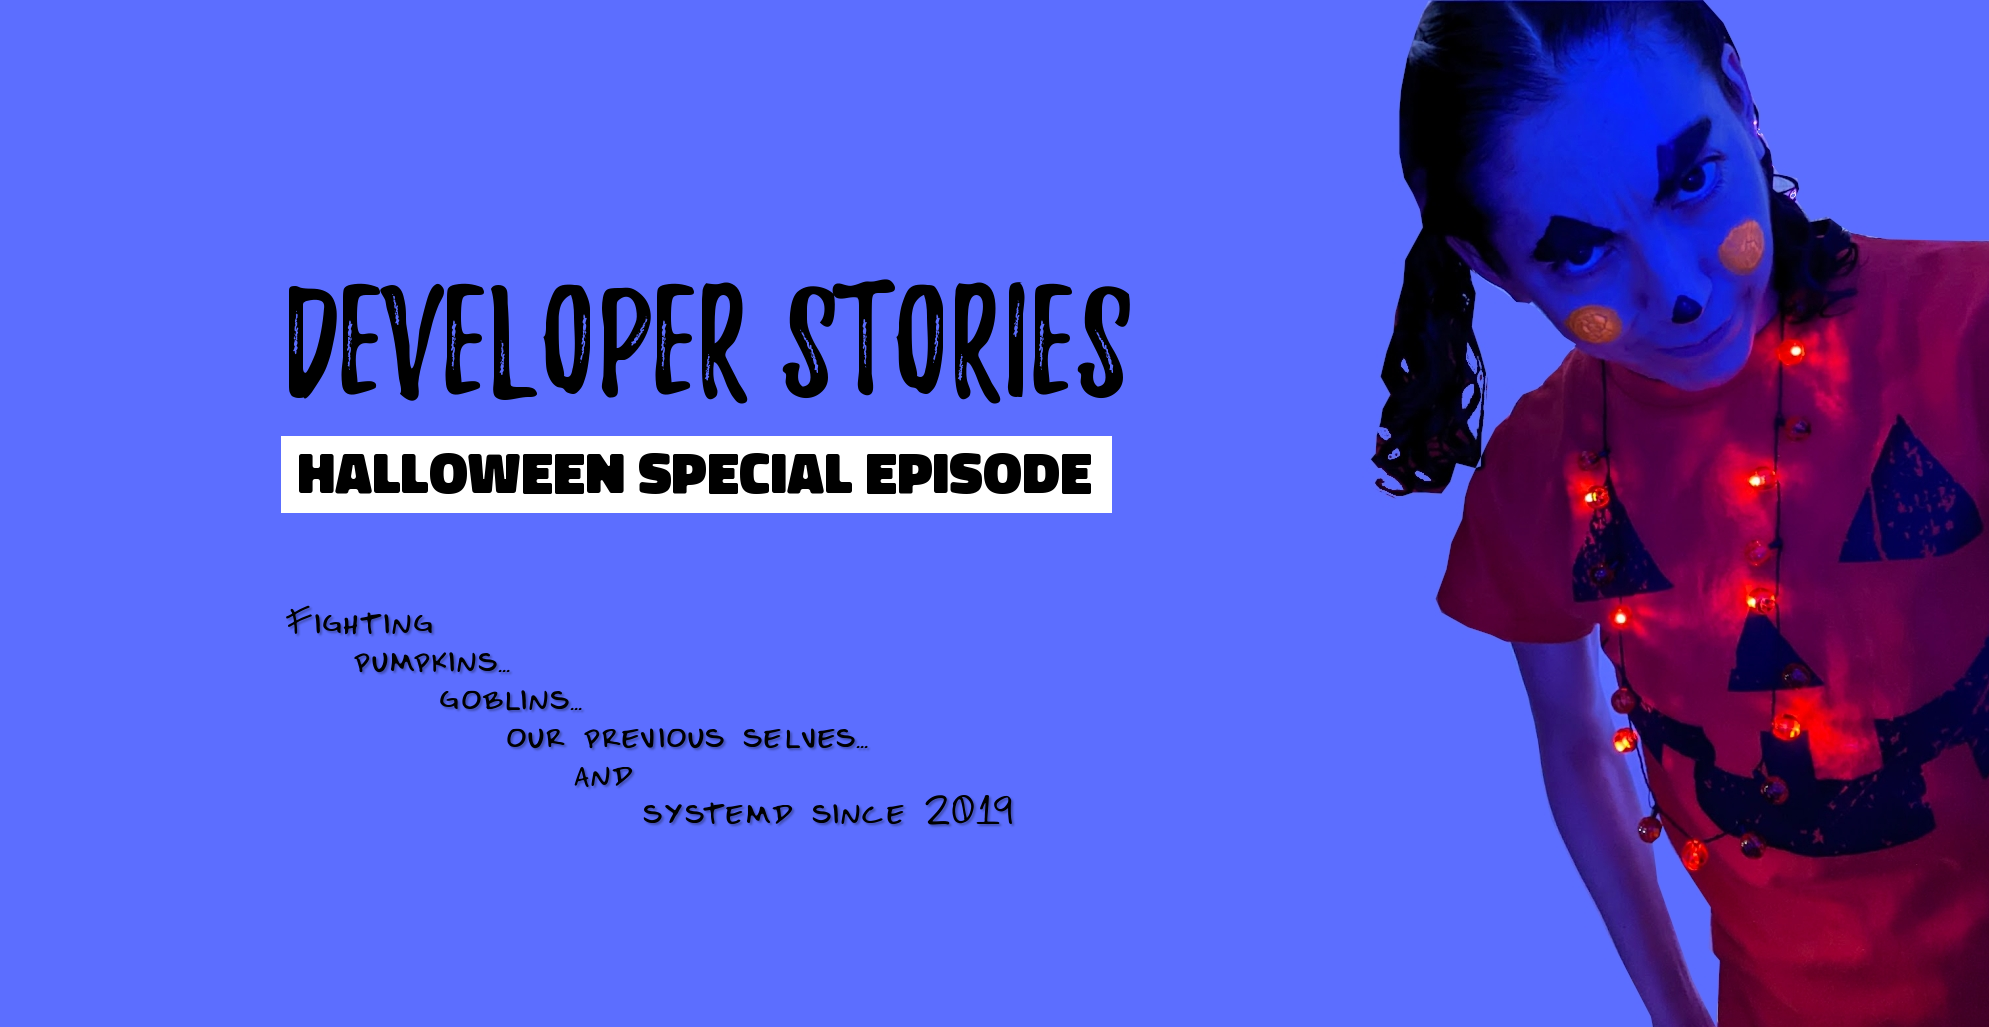 DEVELOPER STORIES
HALLOWEEN SPECIAL EPISODE
FIGHTING
PUMPKINS...
GOBLINS...
OUR PREVIOUS SELVES...
AND
SYSTEMD SINCE 2019